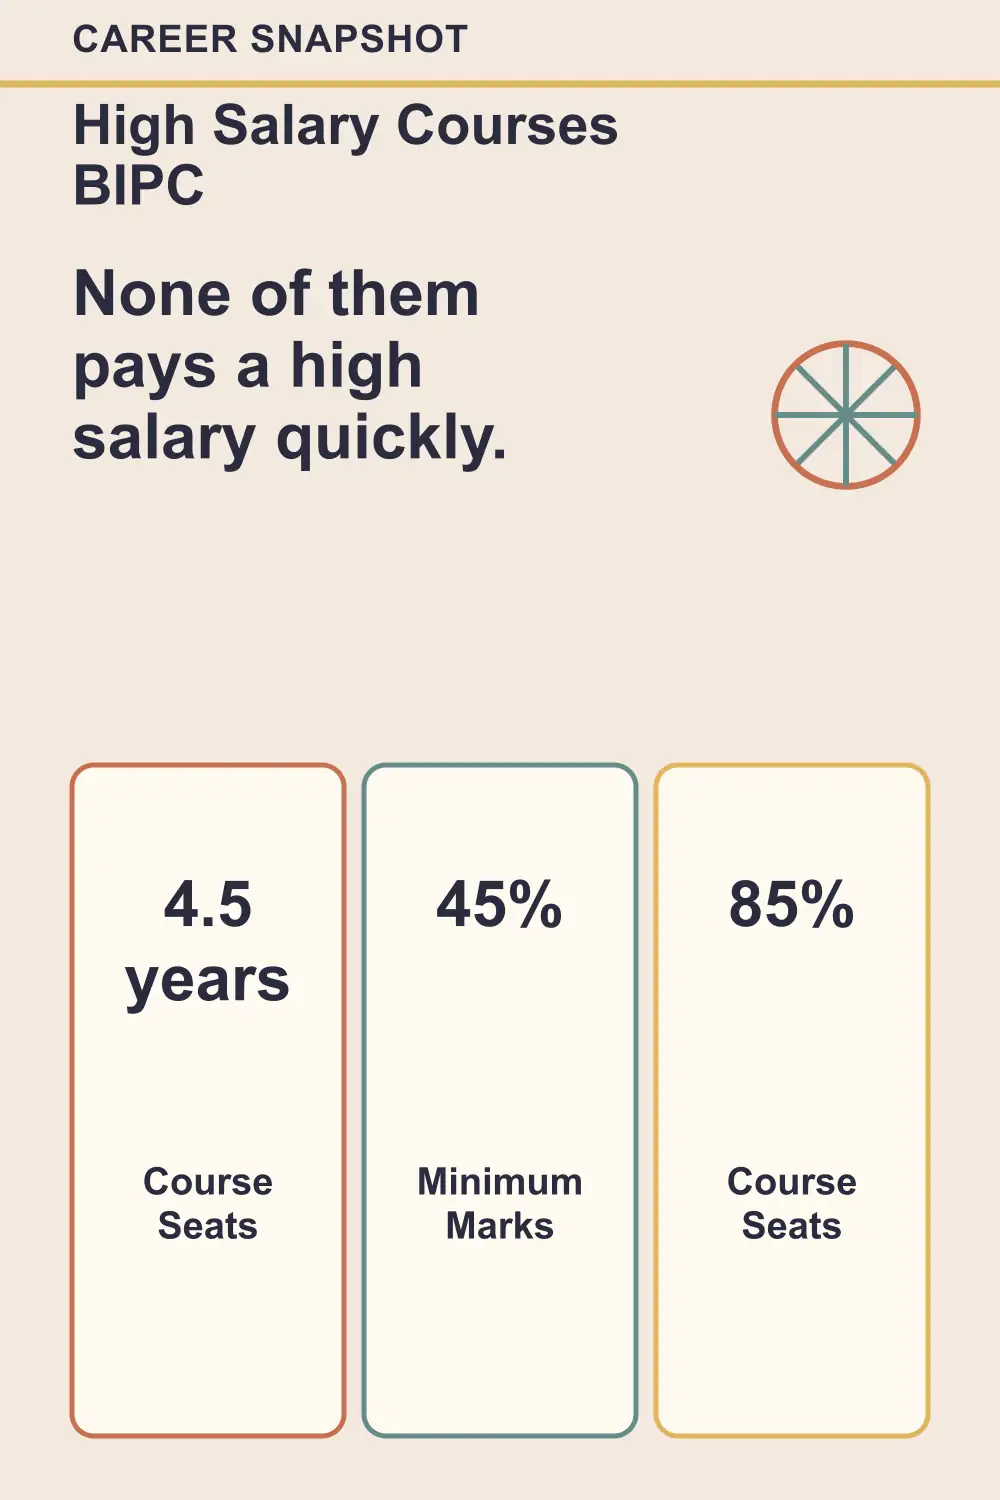 CAREER SNAPSHOT
High Salary Courses
BIPC
None of them
pays a high
salary quickly.
4.5
years
Course
Seats
45%
Minimum
Marks
85%
Course
Seats